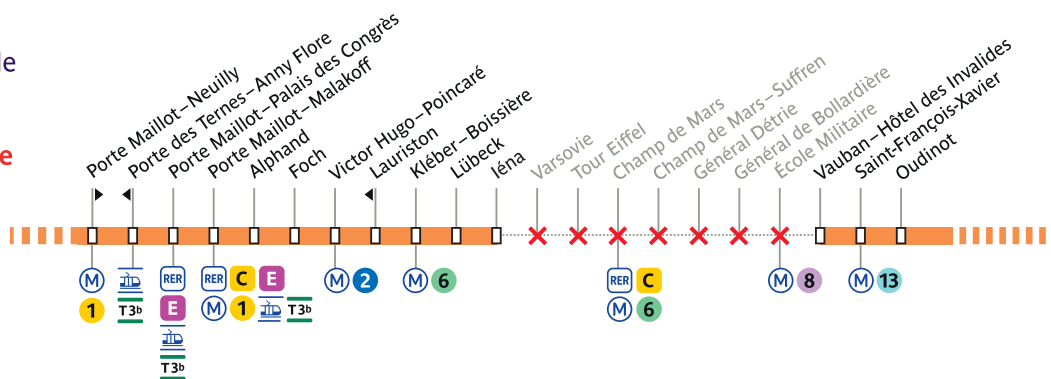 le
e
Porte Maillot–Neuilly
Porte des Ternes–Anny Flore
Porte Maillot–Palais des Congrès
Porte Maillot–Malakoff
Alphand
Foch
Victor Hugo–Poincaré
Lauriston
Kléber–Boissière
Lübeck
Iéna
Varsovie
Tour Eiffel
Champ de Mars
Champ de Mars–Suffren
Général Détrie
Général de Bollardière
École Militaire
Vauban–Hôtel des Invalides
Saint-François-Xavier
Oudinot
M
1
T3b
RER
E
T3b
RER C E
M 1 T3b
M 2
M 6
RER C
M 6
M 8
M 13